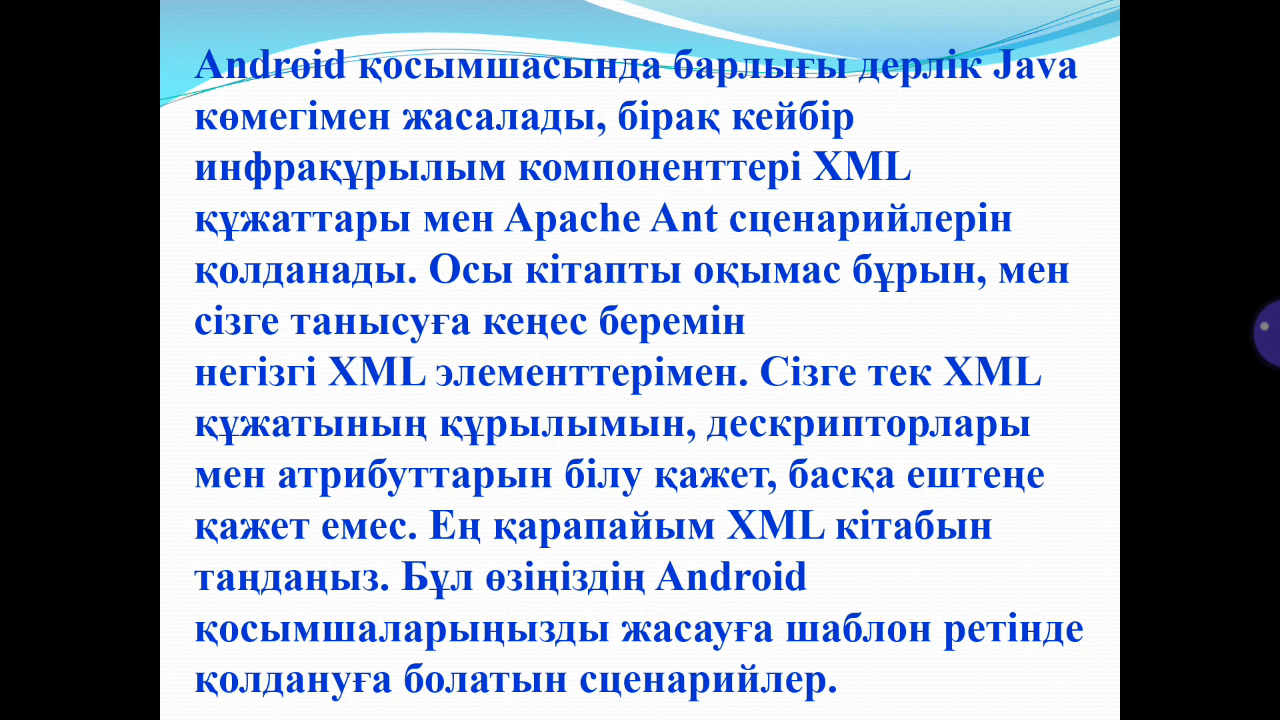 Android қосымшасында барлығы дерлік Java
көмегімен жасалады, бірақ кейбір
инфрақұрылым компоненттері XML
құжаттары мен Apache Ant сценарийлерін
қолданады. Осы кітапты оқымас бұрын, мен
сізге танысуға кеңес беремін
негізгі XML элементтерімен. Сізге тек XML
құжатының құрылымын, дескрипторлары
мен атрибуттарын білу қажет, басқа ештеңе
қажет емес. Ең қарапайым XML кітабын
таңдаңыз. Бұл өзіңіздің Android
қосымшаларыңызды жасауға шаблон ретінде
қолдануға болатын сценарийлер.